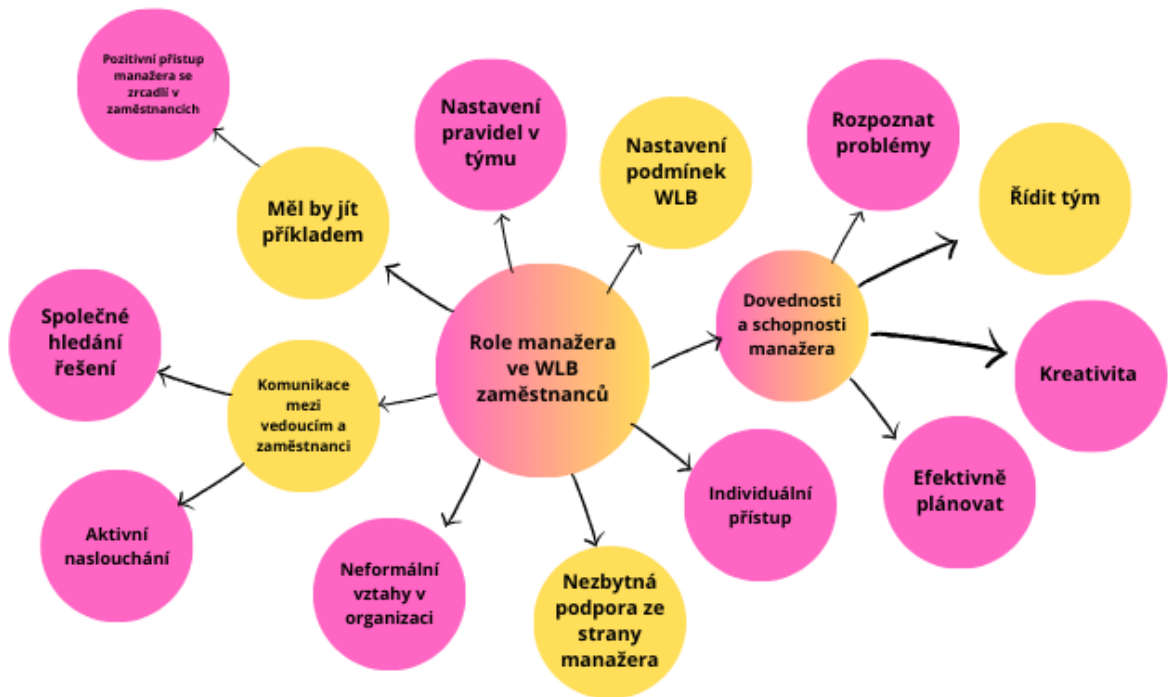 Pozitivní přístup
manažera se
zrcadlí v
zaměstnancích
Nastavení
pravidel v
týmu
Rozpoznat
problémy
Nastavení
podmínek
WLB
Řídit tým
Měl by jít
příkladem
Společné
hledání
řešení
Role manažera
ve WLB
zaměstnanců
Dovednosti
a schopnosti
manažera
Kreativita
Komunikace
mezi
vedoucím a
zaměstnanci
Individuální
přístup
Efektivně
plánovat
Aktivní
naslouchání
Neformální
vztahy v
organizaci
Nezbytná
podpora ze
strany
manažera